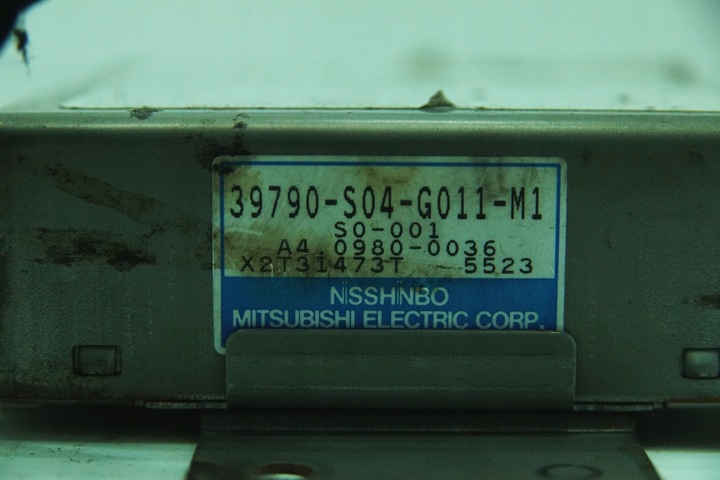 39790-S04-G011-M1
S0-001
A4 0980-0036
X2T31473T 5523
NISSHINBO
MITSUBISHI ELECTRIC CORP.